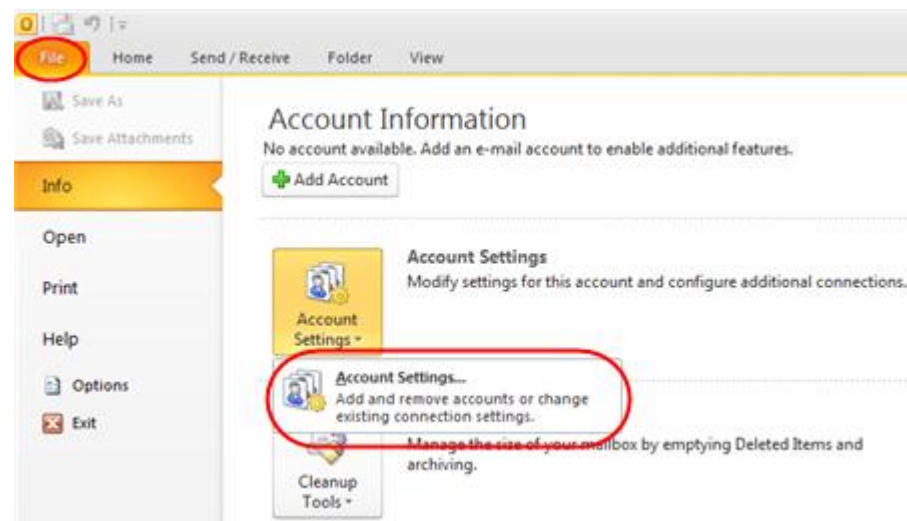 File Home Send / Receive Folder View
Save As
Save Attachments
Info
Open
Print
Help
Options
Exit
Account Information
No account available. Add an e-mail account to enable additional features.
Add Account
Account
Settings
Account Settings
Modify settings for this account and configure additional connections.
Account Settings...
Add and remove accounts or change
existing connection settings.
Cleanup
Tools
Manage the size of your mailbox by emptying Deleted Items and
archiving.